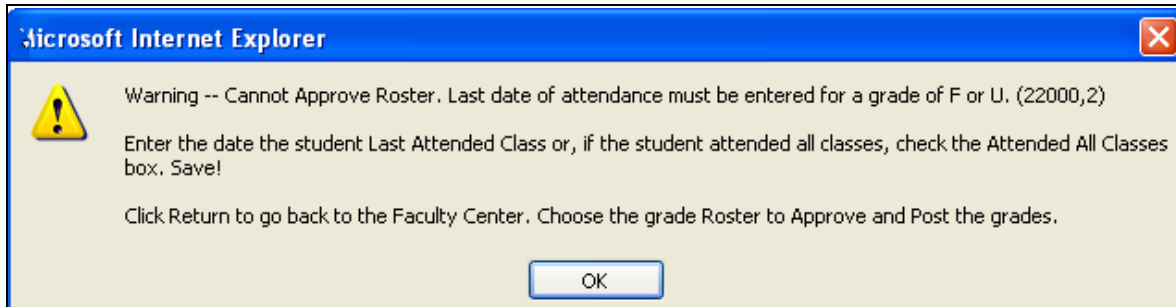 Microsoft Internet Explorer
Warning -- Cannot Approve Roster. Last date of attendance must be entered for a grade of F or U. (22000,2)
Enter the date the student Last Attended Class or, if the student attended all classes, check the Attended All Classes
box. Save!
Click Return to go back to the Faculty Center. Choose the grade Roster to Approve and Post the grades.
OK